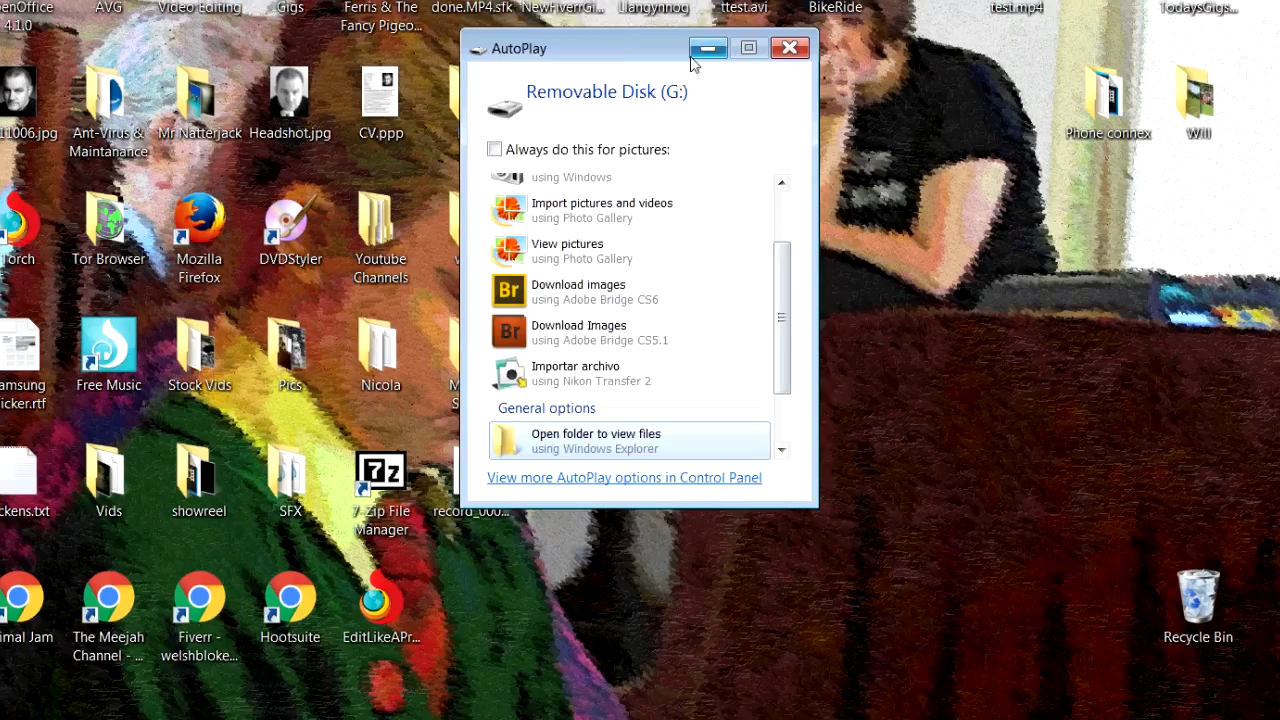 OpenOffice
4.1.0
AVG
Video Editing
Gigs
Ferris & The
Fancy Pigeo...
done.MP4.sfk
NewFiverrGi...
Llangynnog
ttest.avi
BikeRide
test.mp4
TodaysGigs...
AutoPlay
Removable Disk (G:)
Always do this for pictures:
using Windows
Import pictures and videos
using Photo Gallery
View pictures
using Photo Gallery
Download images
using Adobe Bridge CS6
Download Images
using Adobe Bridge CS5.1
Importar archivo
using Nikon Transfer 2
General options
Open folder to view files
using Windows Explorer
View more AutoPlay options in Control Panel
11006.jpg
Ant-Virus &
Maintanance
Mr Natterjack
Headshot.jpg
CV.ppp
Phone connex
Will
Torch
Tor Browser
Mozilla
Firefox
DVDStyler
Youtube
Channels
amsung
icker.rtf
Free Music
Stock Vids
Pics
Nicola
ckens.txt
Vids
showreel
SFX
7z
7-Zip File
Manager
record_000...
imal Jam
The Meejah
Channel - ...
Fiverr -
welshbloke...
Hootsuite
EditLikeAPr...
Recycle Bin
Br
Br